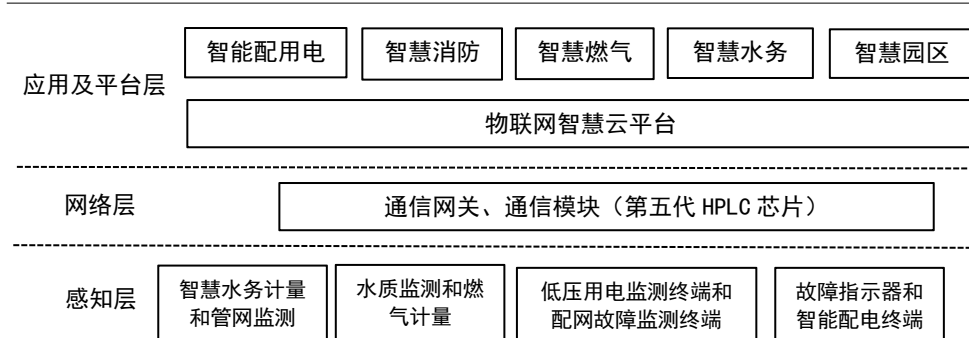 智能配用电 智慧消防 智慧燃气 智慧水务 智慧园区
应用及平台层
物联网智慧云平台
网络层 通信网关、通信模块（第五代 HPLC 芯片）
感知层
智慧水务计量
和管网监测
水质监测和燃
气计量
低压用电监测终端和
配网故障监测终端
故障指示器和
智能配电终端